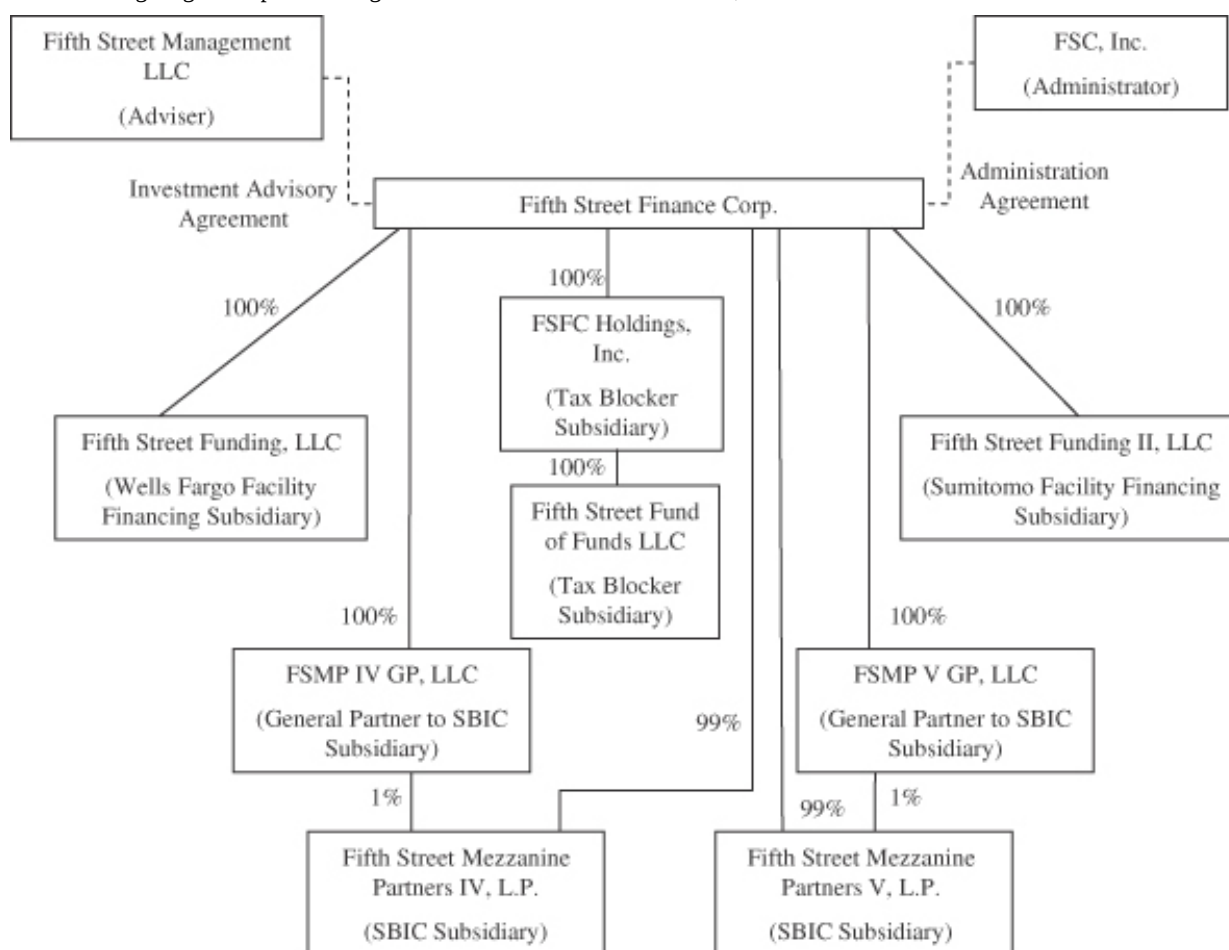 Fifth Street Management
LLC
(Adviser)
FSC, Inc.
(Administrator)
Investment Advisory
Agreement
Fifth Street Finance Corp.
Administration
Agreement
100%
100%
100%
FSFC Holdings,
Inc.
(Tax Blocker
Subsidiary)
Fifth Street Funding, LLC
(Wells Fargo Facility
Financing Subsidiary)
Fifth Street Funding II, LLC
(Sumitomo Facility Financing
Subsidiary)
100%
Fifth Street Fund
of Funds LLC
(Tax Blocker
Subsidiary)
100%
100%
FSMP IV GP, LLC
(General Partner to SBIC
Subsidiary)
99%
FSMP V GP, LLC
(General Partner to SBIC
Subsidiary)
1%
99%
1%
Fifth Street Mezzanine
Partners IV, L.P.
(SBIC Subsidiary)
Fifth Street Mezzanine
Partners V, L.P.
(SBIC Subsidiary)